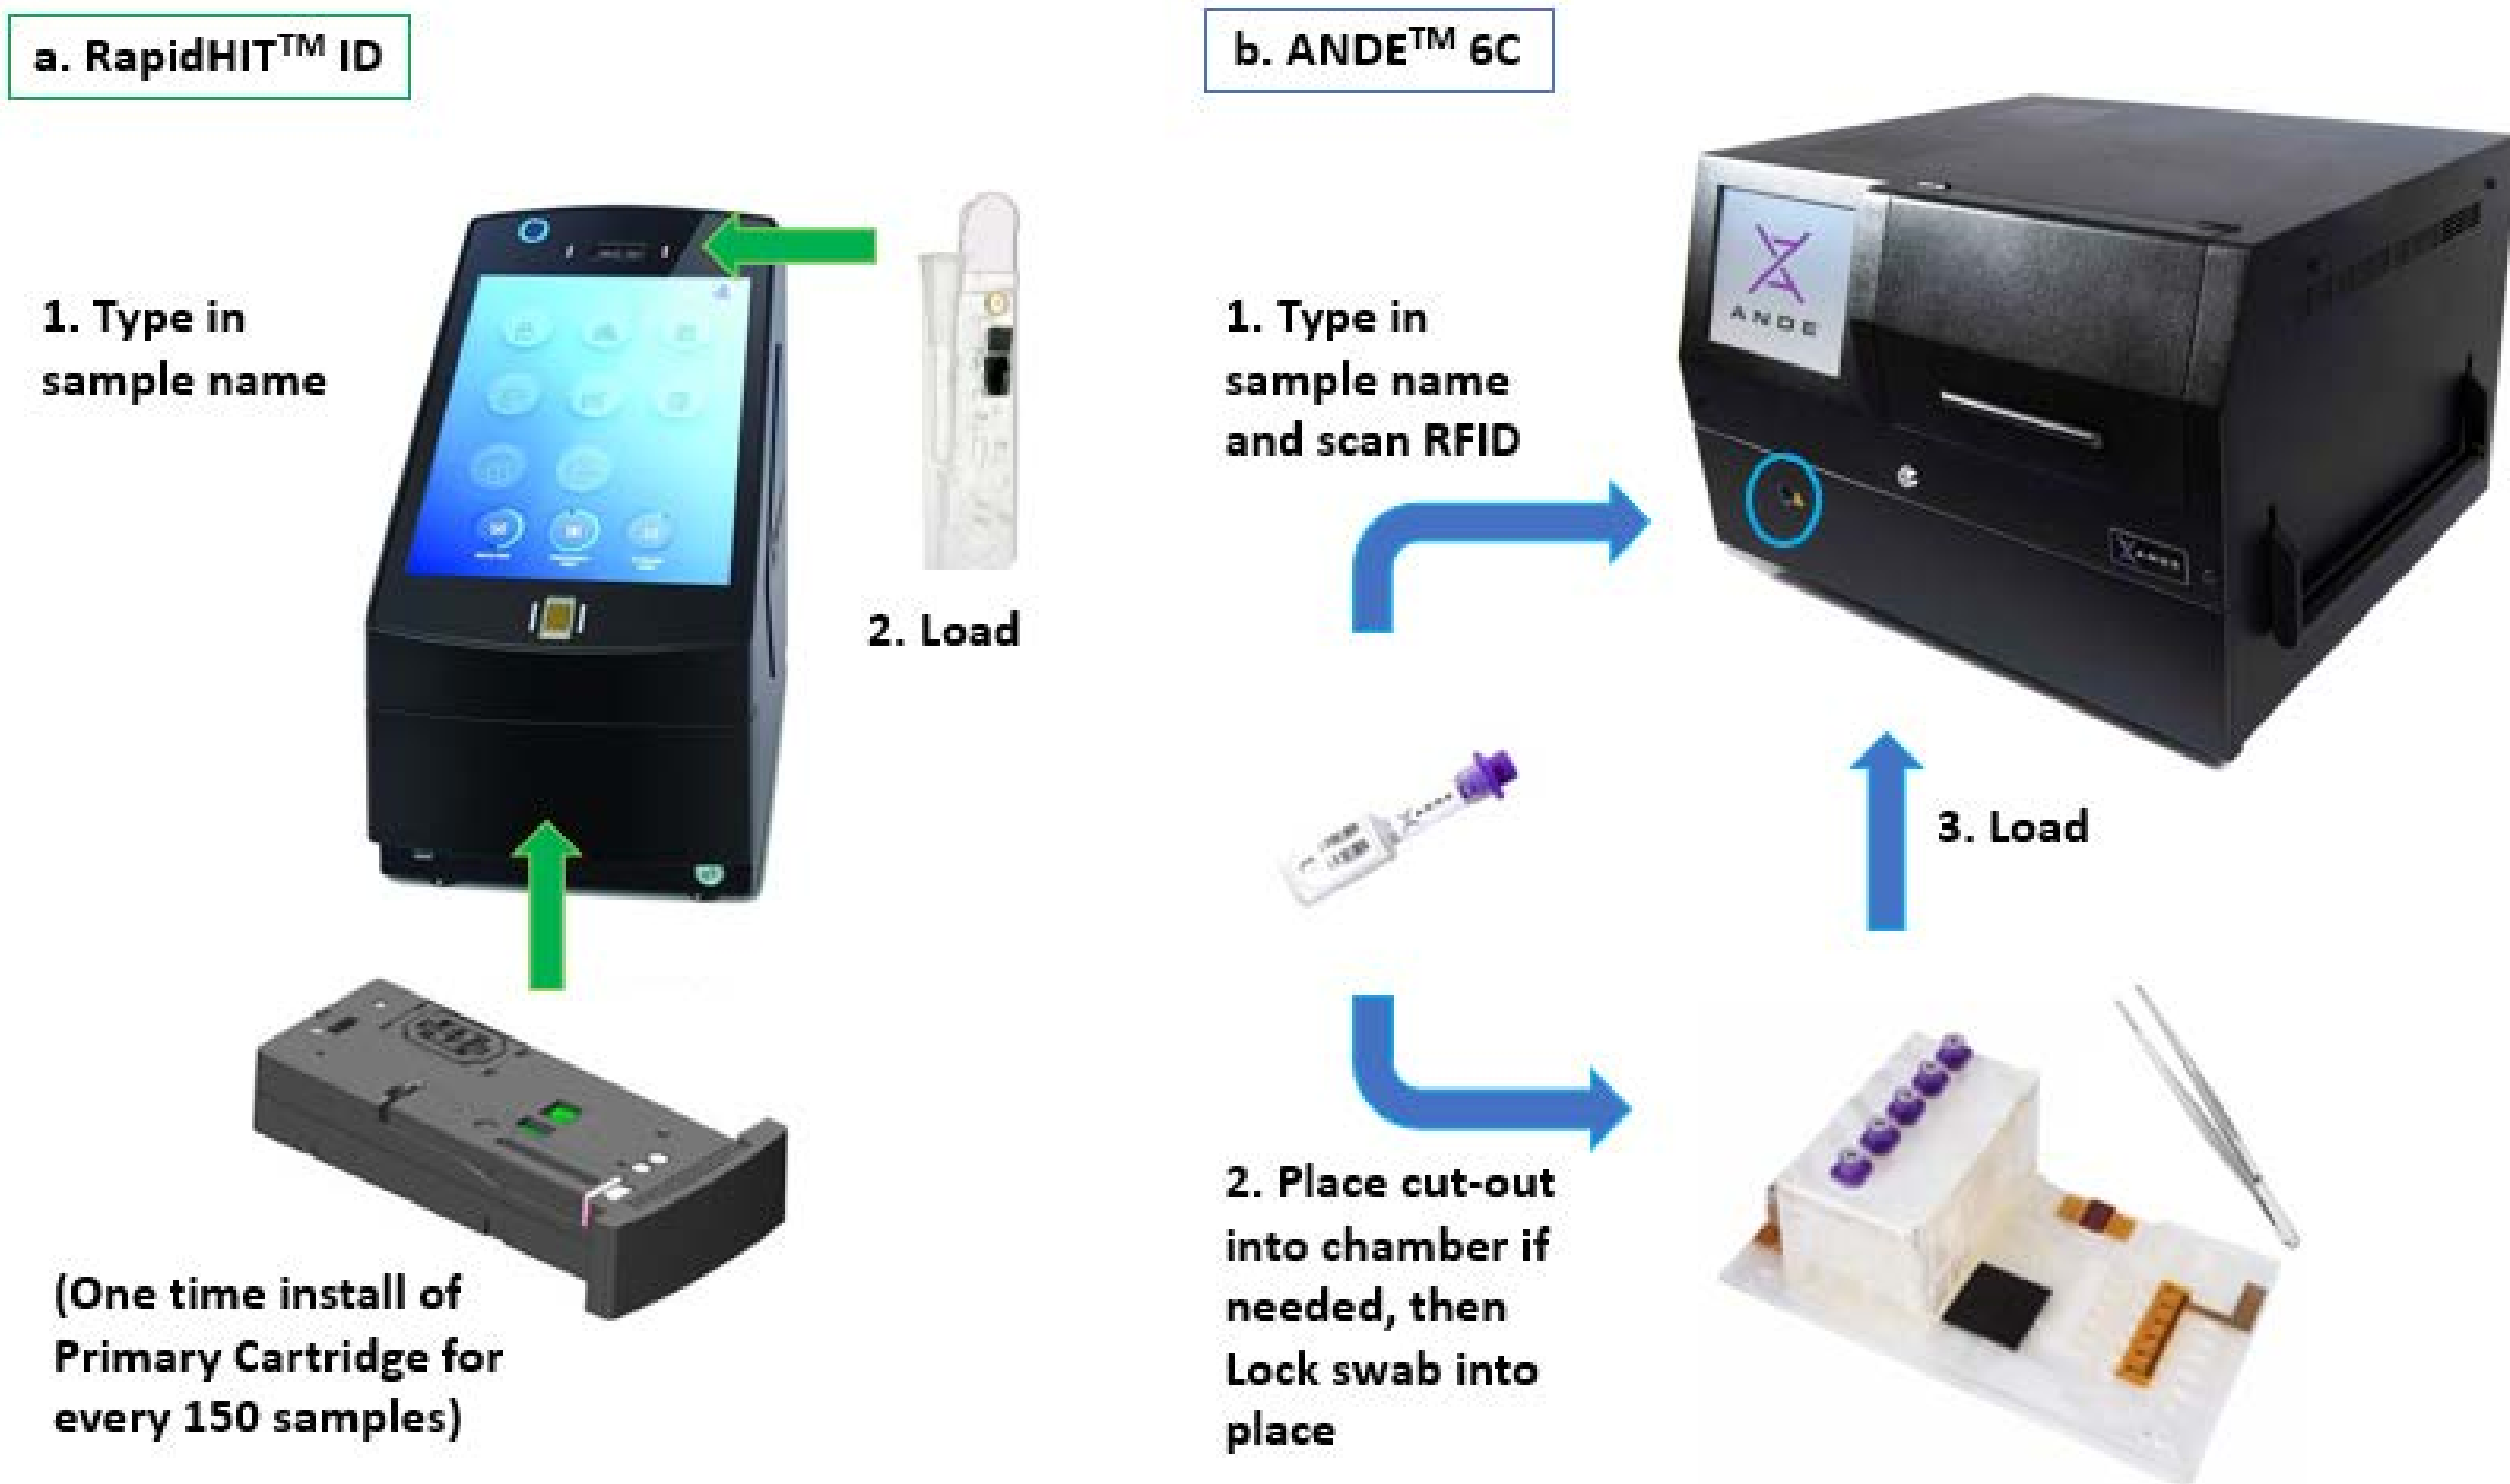 a. RapidHIT™ ID
1. Type in
sample name
2. Load
(One time install of
Primary Cartridge for
every 150 samples)
b. ANDE™ 6C
1. Type in
sample name
and scan RFID
ANDE
ANDE
3. Load
2. Place cut-out
into chamber if
needed, then
Lock swab into
place